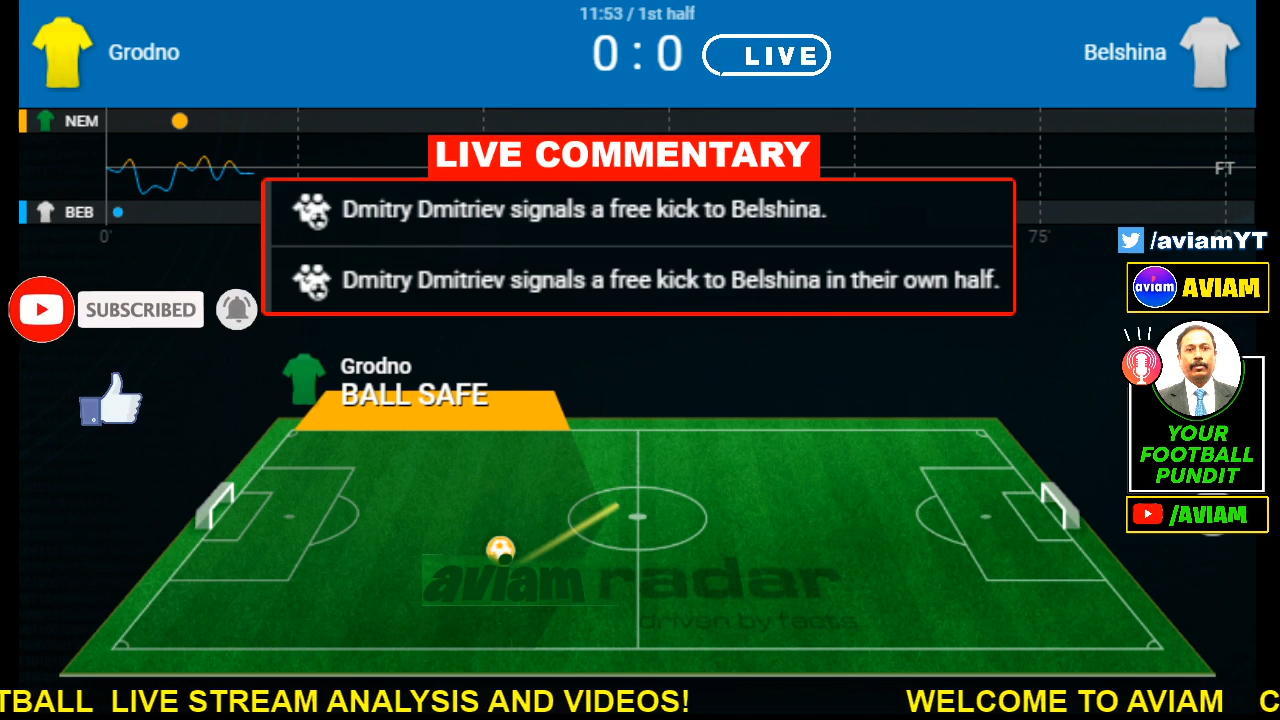 11:53 / 1st half
Grodno
0 : 0
LIVE
Belshina
NEM
LIVE COMMENTARY
FT
Dmitry Dmitriev signals a free kick to Belshina.
BEB
0'
75'
/aviamYT
Dmitry Dmitriev signals a free kick to Belshina in their own half.
aviam AVIAM
SUBSCRIBED
Grodno
BALL SAFE
YOUR
FOOTBALL
PUNDIT
/AVIAM
aviam radar
driven by facts
TBALL LIVE STREAM ANALYSIS AND VIDEOS! WELCOME TO AVIAM C